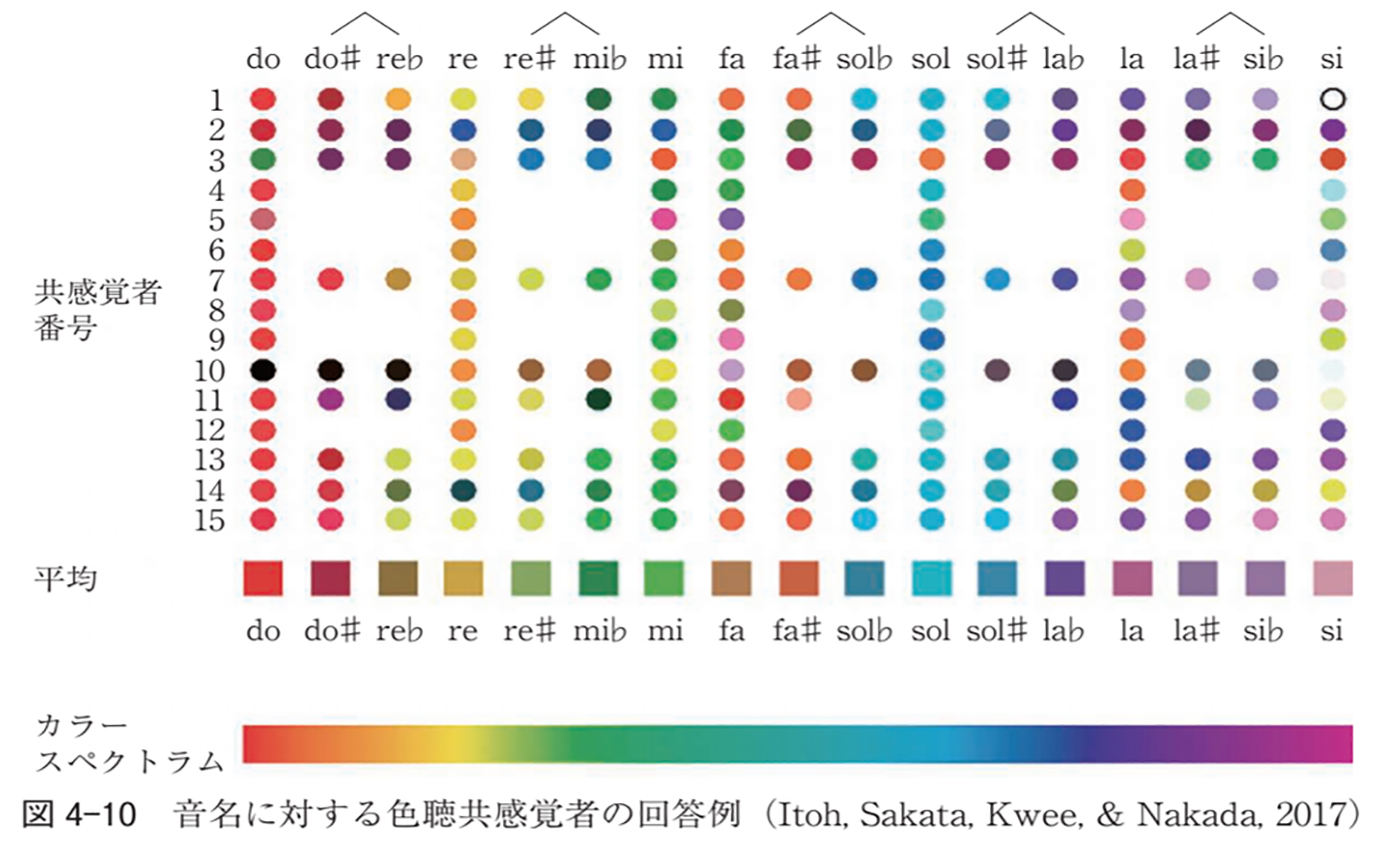 do do♯ re♭ re re♯ mi♭ mi fa fa♯ sol♭ sol sol♯ la♭ la la♯ si♭ si
1
2
3
4
5
6
7
8
9
10
11
12
13
14
15
共感覚者
番号
平均
do do♯ re♭ re re♯ mi♭ mi fa fa♯ sol♭ sol sol♯ la♭ la la♯ si♭ si
カラー
スペクトラム
図 4-10 音名に対する色聴共感覚者の回答例（Itoh, Sakata, Kwee, & Nakada, 2017）